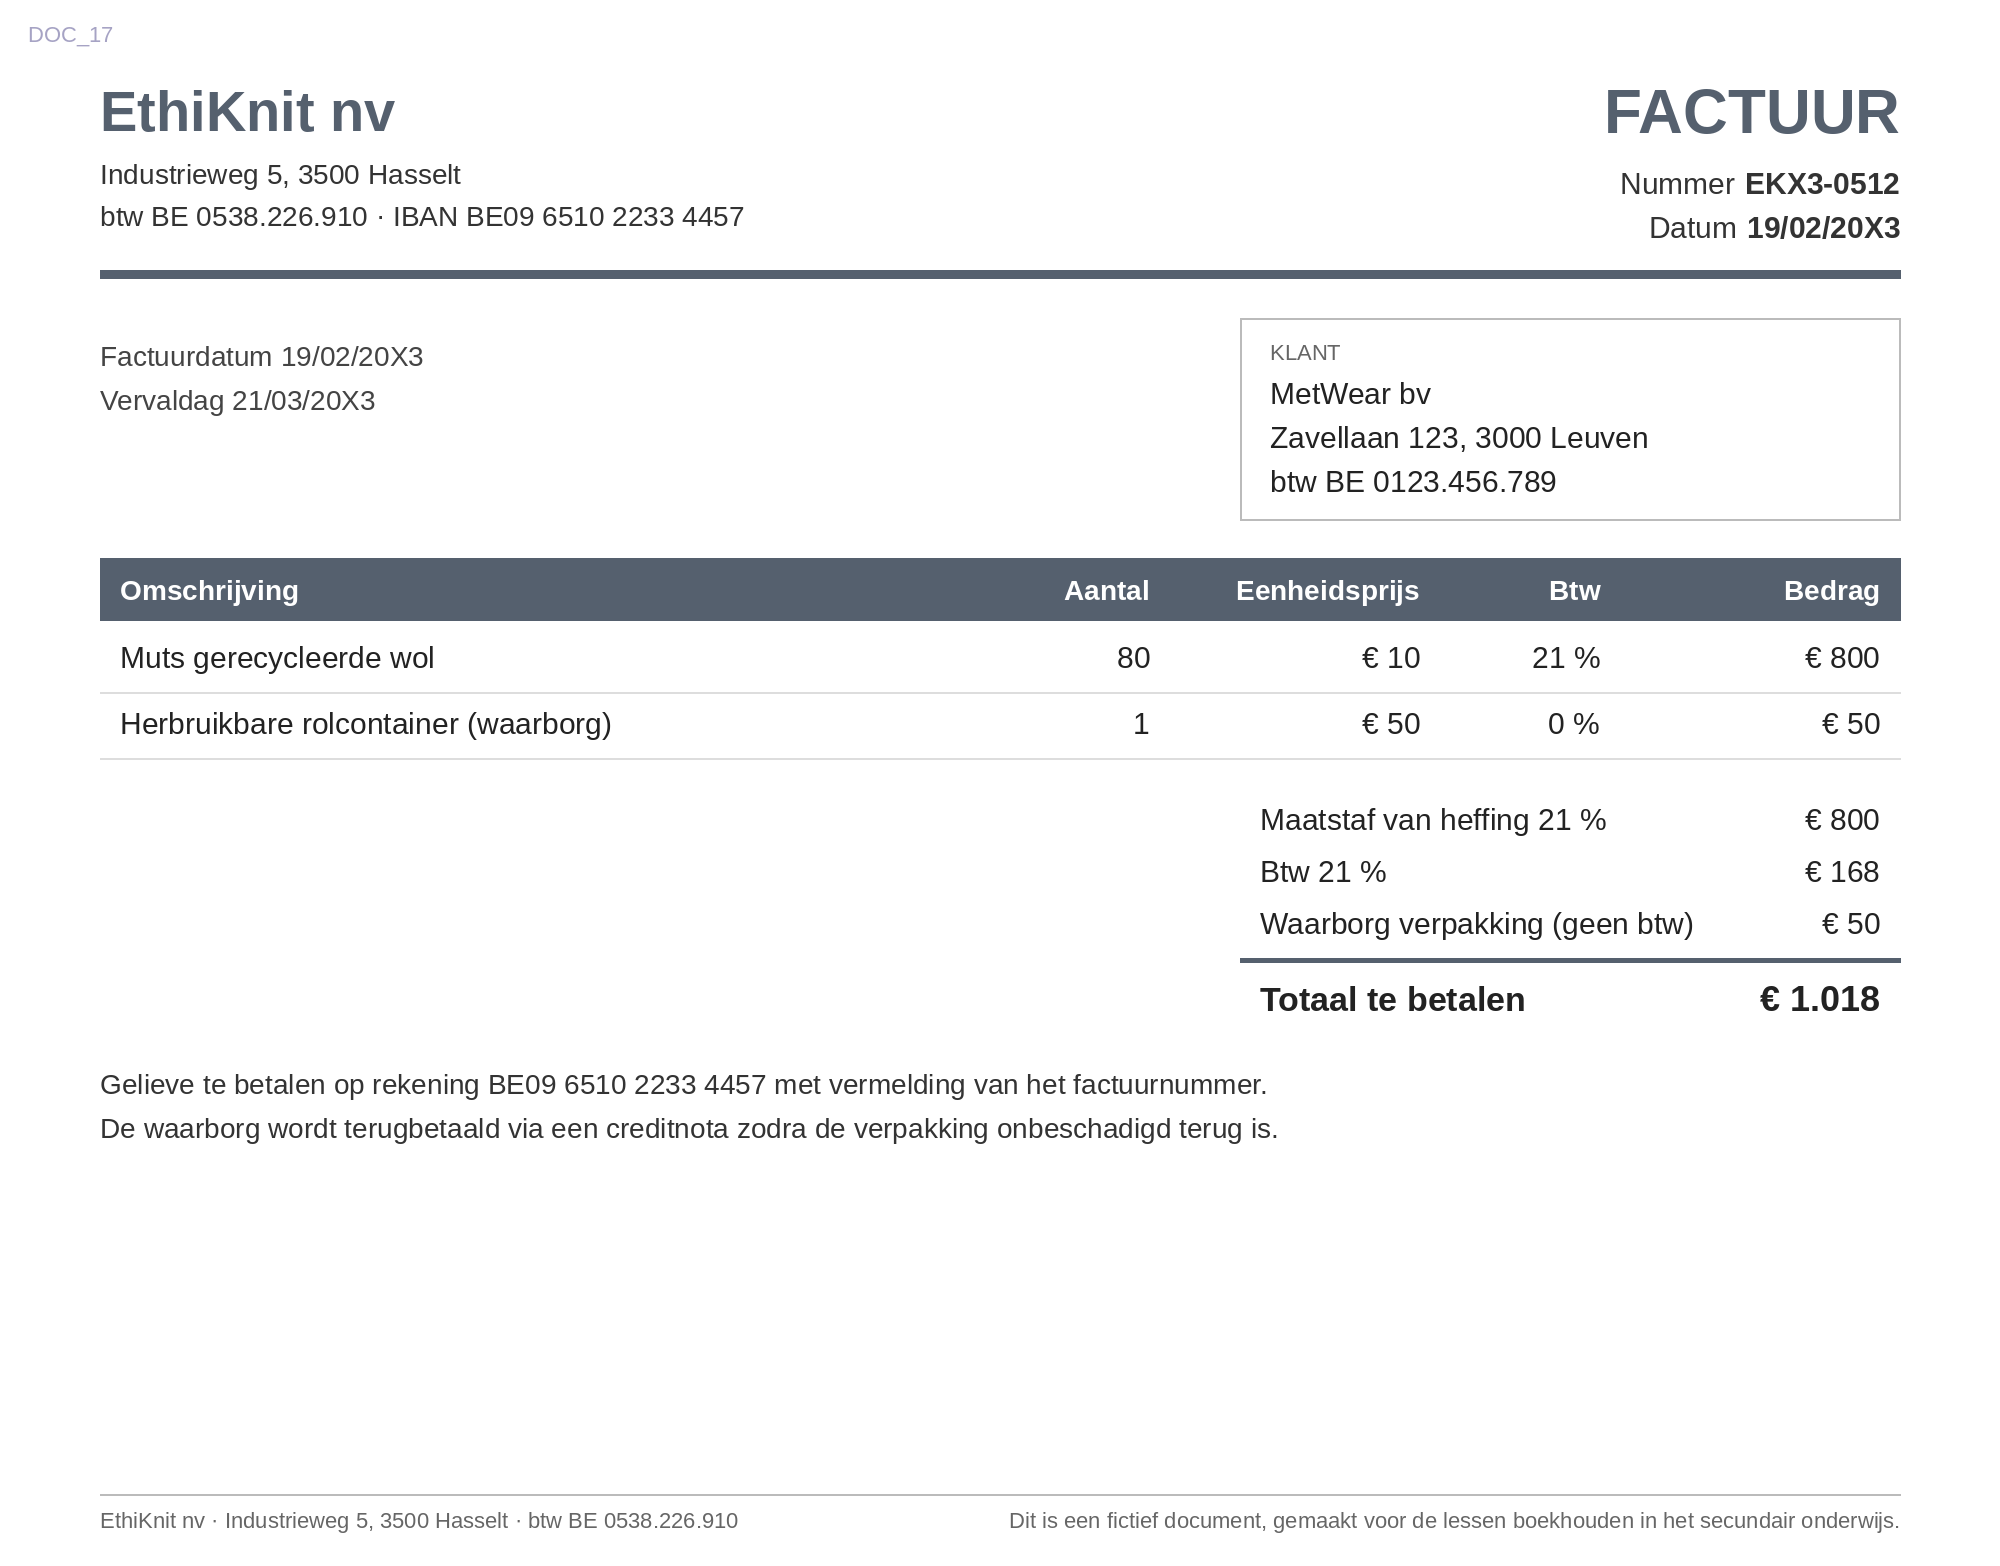 DOC_17
EthiKnit nv
Industrieweg 5, 3500 Hasselt
btw BE 0538.226.910 · IBAN BE09 6510 2233 4457
FACTUUR
Nummer EKX3-0512
Datum 19/02/20X3
Factuurdatum 19/02/20X3
Vervaldag 21/03/20X3
KLANT
MetWear bv
Zavellaan 123, 3000 Leuven
btw BE 0123.456.789
Omschrijving Aantal Eenheidsprijs Btw Bedrag
Muts gerecycleerde wol 80 € 10 21 % € 800
Herbruikbare rolcontainer (waarborg) 1 € 50 0 % € 50
Maatstaf van heffing 21 % € 800
Btw 21 % € 168
Waarborg verpakking (geen btw) € 50
Totaal te betalen € 1.018
Gelieve te betalen op rekening BE09 6510 2233 4457 met vermelding van het factuurnummer.
De waarborg wordt terugbetaald via een creditnota zodra de verpakking onbeschadigd terug is.
EthiKnit nv · Industrieweg 5, 3500 Hasselt · btw BE 0538.226.910
Dit is een fictief document, gemaakt voor de lessen boekhouden in het secundair onderwijs.